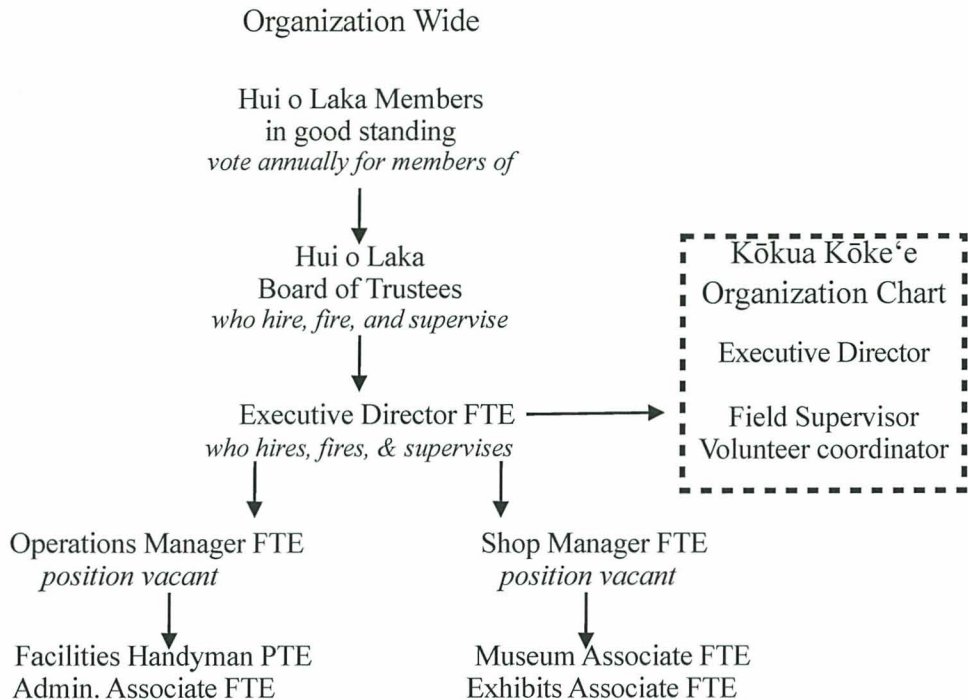 Organization Wide
Hui o Laka Members
in good standing
vote annually for members of
Hui o Laka
Board of Trustees
who hire, fire, and supervise
Executive Director FTE
who hires, fires, & supervises
Kōkua Kōkeʻe
Organization Chart
Executive Director
Field Supervisor
Volunteer coordinator
Operations Manager FTE
position vacant
Shop Manager FTE
position vacant
Facilities Handyman PTE
Admin. Associate FTE
Museum Associate FTE
Exhibits Associate FTE